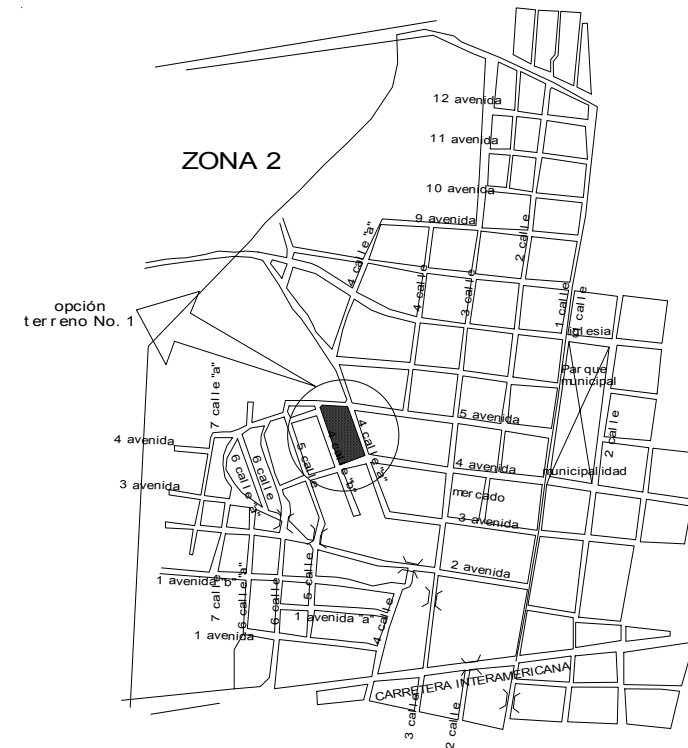 12 avenida
11 avenida
ZONA 2
10 avenida
9 avenida
2 calle
4 calle "a"
4 calle
3 calle
opción
terreno No. 1
1 calle
calle
iglesia
Parque
municipal
7 calle "a"
5 avenida
2 calle
4 avenida
4 calle "a"
4 calle "b"
5 calle
6 calle
6 calle "a"
4 avenida
municipalidad
3 avenida
mercado
3 avenida
2 avenida
1 avenida "b"
7 calle
6 calle "a"
6 calle
5 calle
1 avenida "a"
4 calle
1 avenida
CARRETERA INTERAMERICANA
3 calle
2 calle